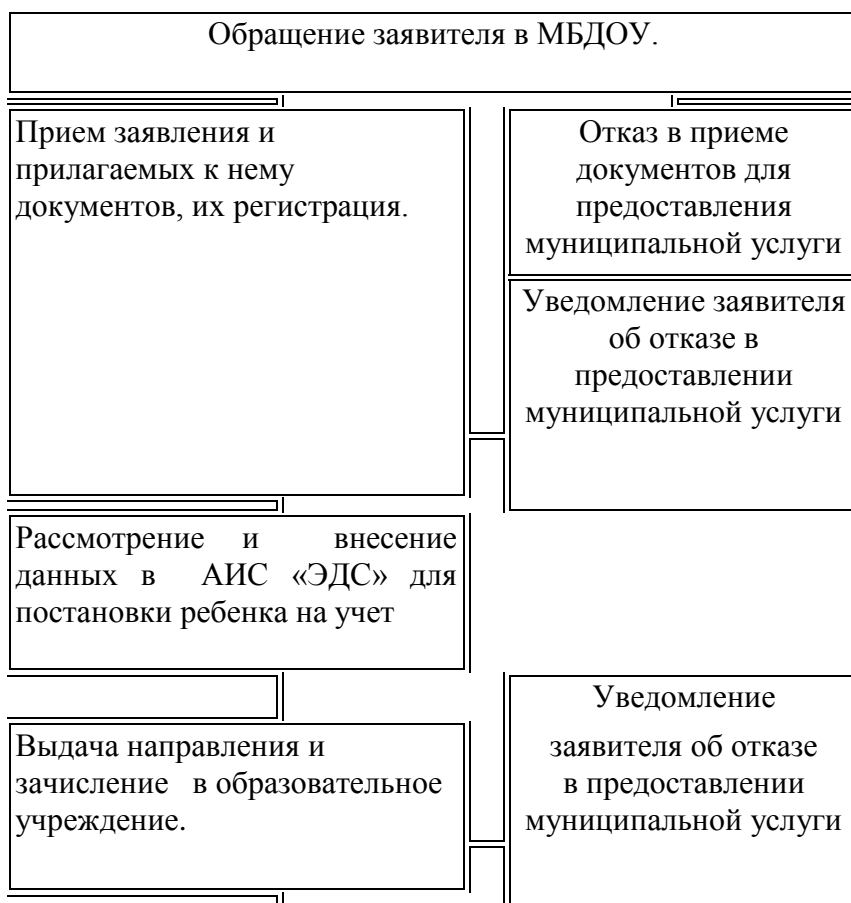 Обращение заявителя в МБДОУ.
Прием заявления и
прилагаемых к нему
документов, их регистрация.
Отказ в приеме
документов для
предоставления
муниципальной услуги
Уведомление заявителя
об отказе в
предоставлении
муниципальной услуги
Рассмотрение и внесение
данных в АИС «ЭДС» для
постановки ребенка на учет
Выдача направления и
зачисление в образовательное
учреждение.
Уведомление
заявителя об отказе
в предоставлении
муниципальной услуги